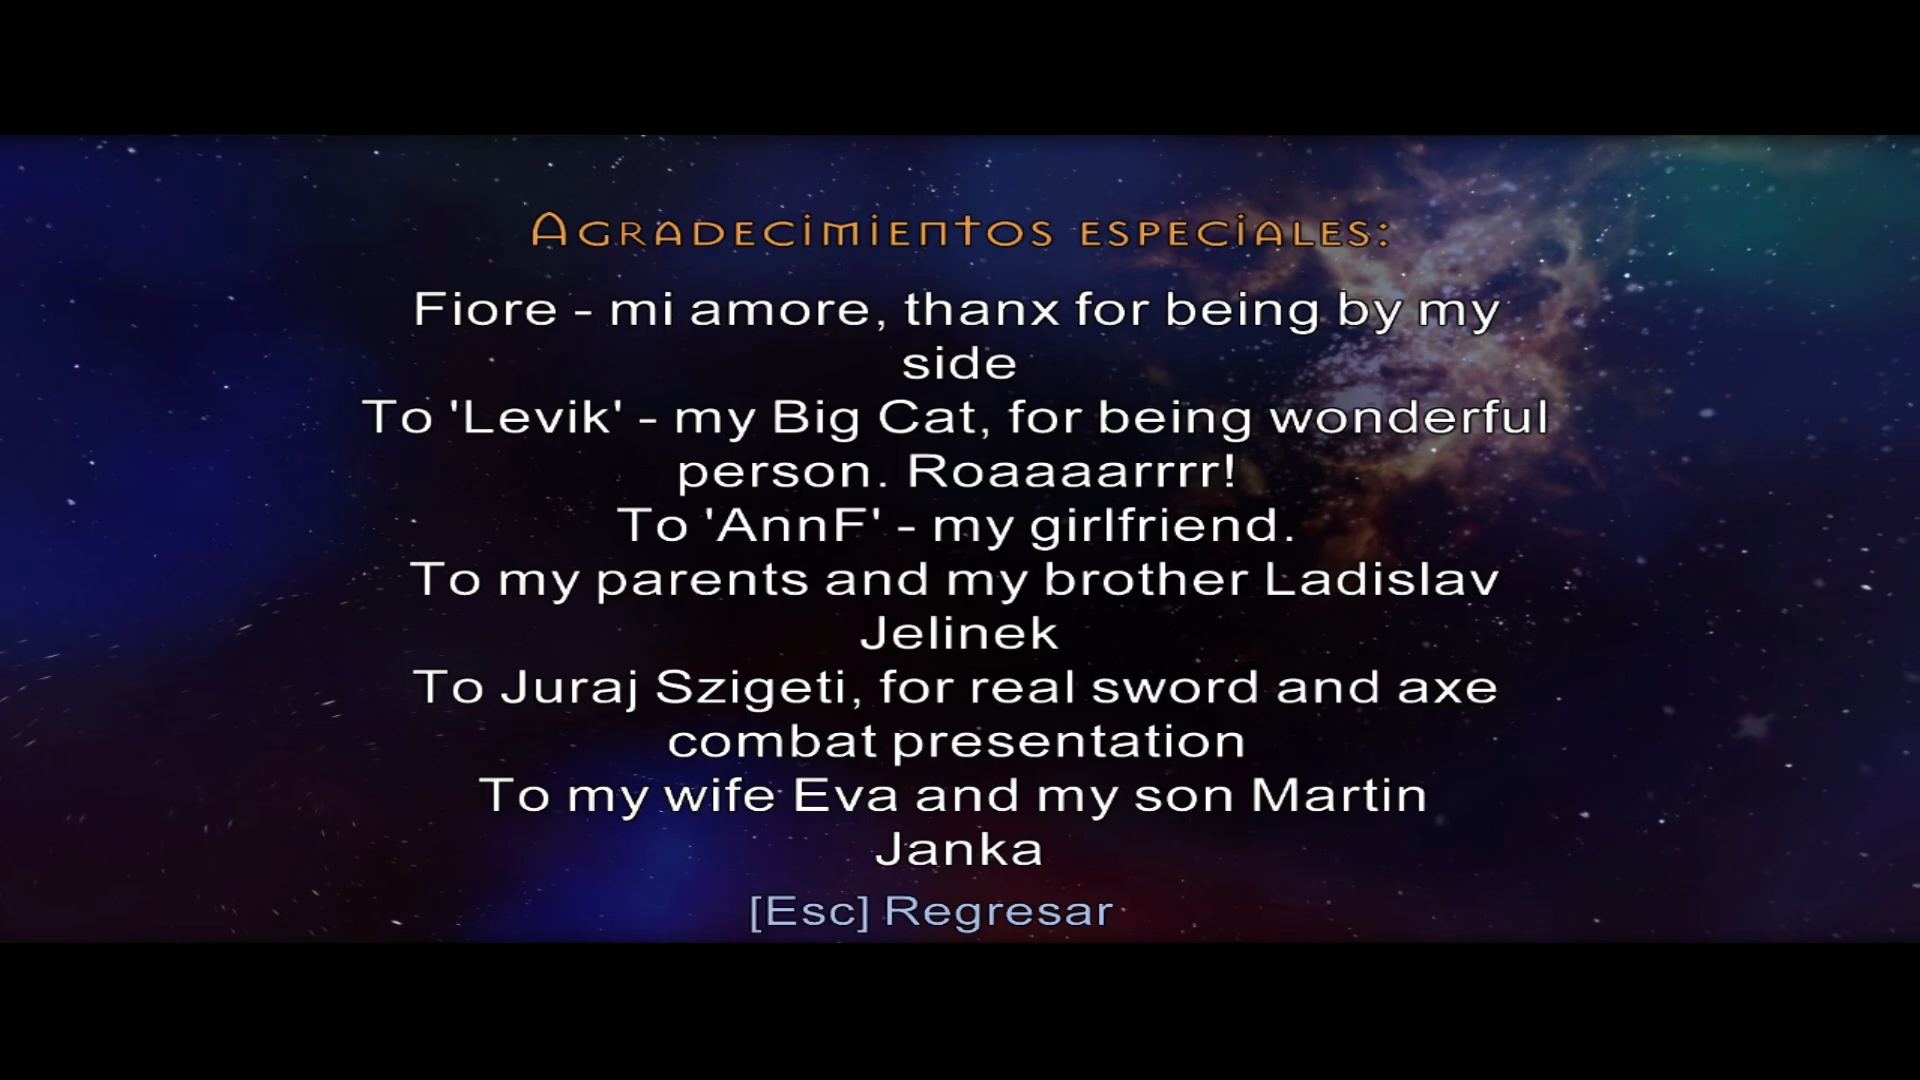 Agradecimientos especiales:
Fiore - mi amore, thanx for being by my
side
To 'Levik' - my Big Cat, for being wonderful
person. Roaaaarrrr!
To 'AnnF' - my girlfriend.
To my parents and my brother Ladislav
Jelinek
To Juraj Szigeti, for real sword and axe
combat presentation
To my wife Eva and my son Martin
Janka
[Esc] Regresar